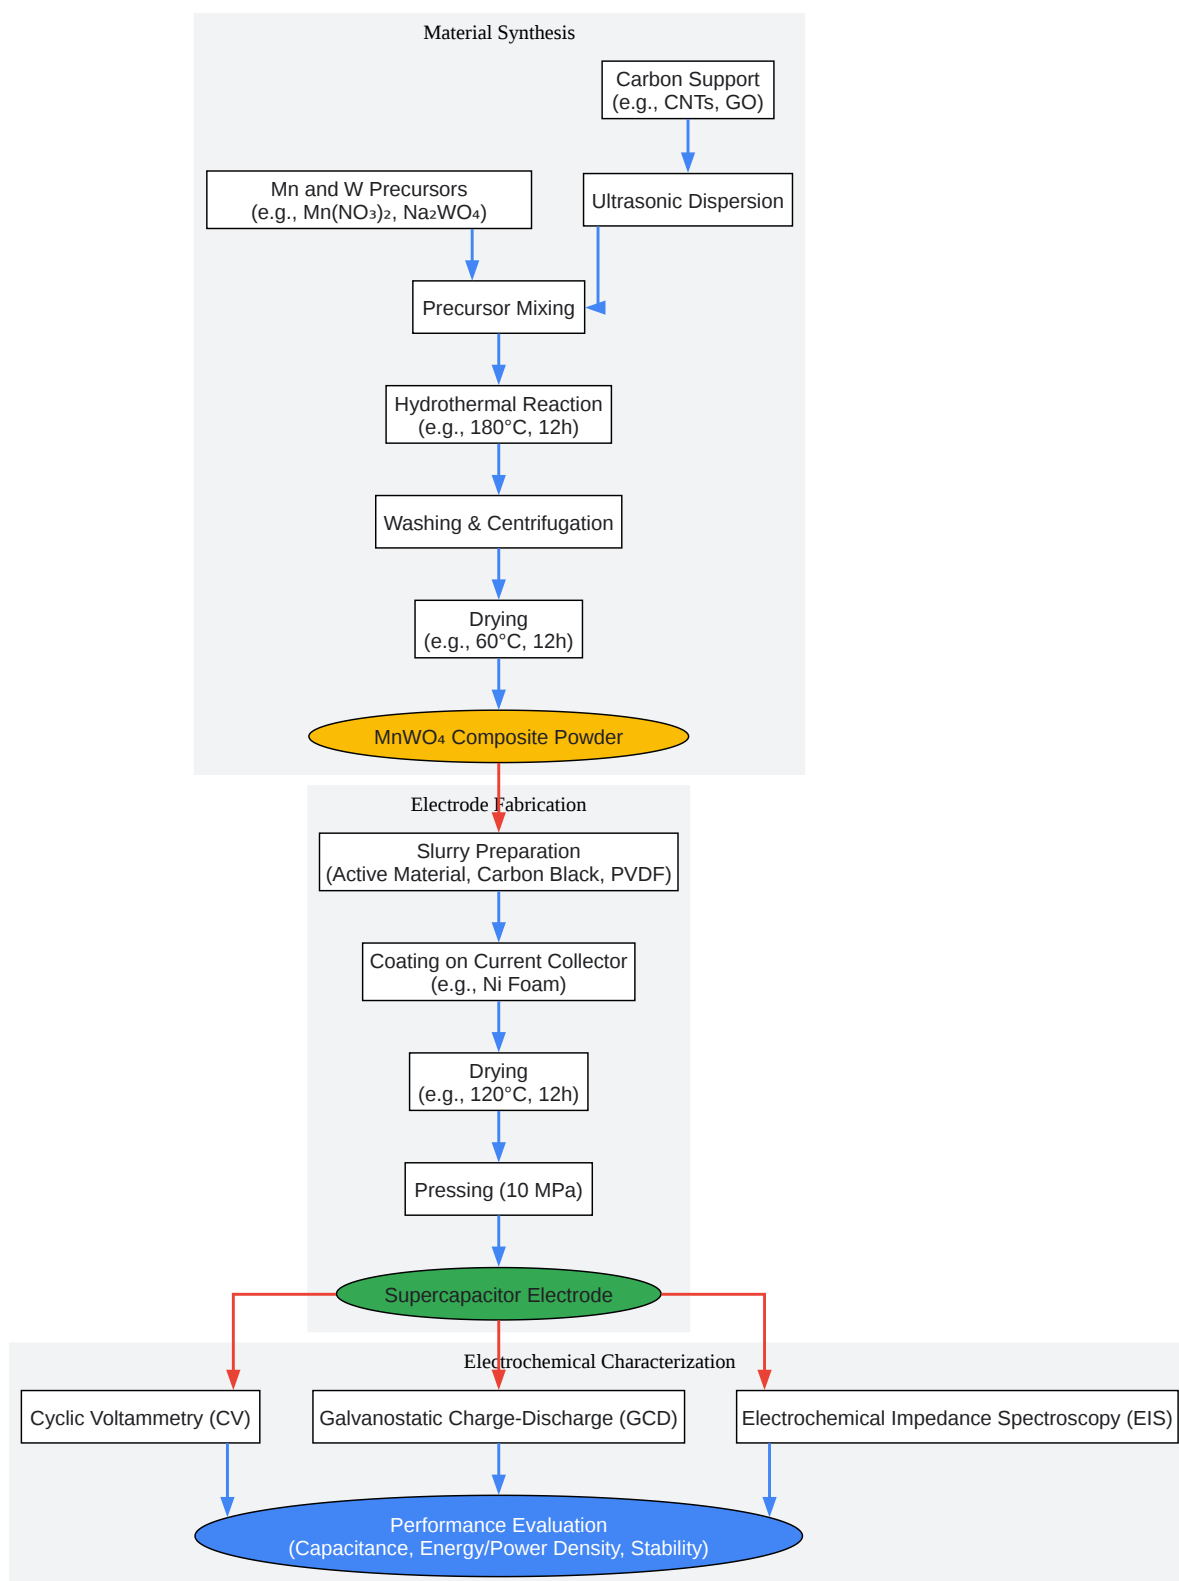 Material Synthesis
Carbon Support
(e.g., CNTs, GO)
Mn and W Precursors
(e.g., Mn(NO₃)₂, Na₂WO₄)
Ultrasonic Dispersion
Precursor Mixing
Hydrothermal Reaction
(e.g., 180°C, 12h)
Washing & Centrifugation
Drying
(e.g., 60°C, 12h)
MnWO₄ Composite Powder
Electrode Fabrication
Slurry Preparation
(Active Material, Carbon Black, PVDF)
Coating on Current Collector
(e.g., Ni Foam)
Drying
(e.g., 120°C, 12h)
Pressing (10 MPa)
Supercapacitor Electrode
Electrochemical Characterization
Cyclic Voltammetry (CV)
Galvanostatic Charge-Discharge (GCD)
Electrochemical Impedance Spectroscopy (EIS)
Performance Evaluation
(Capacitance, Energy/Power Density, Stability)